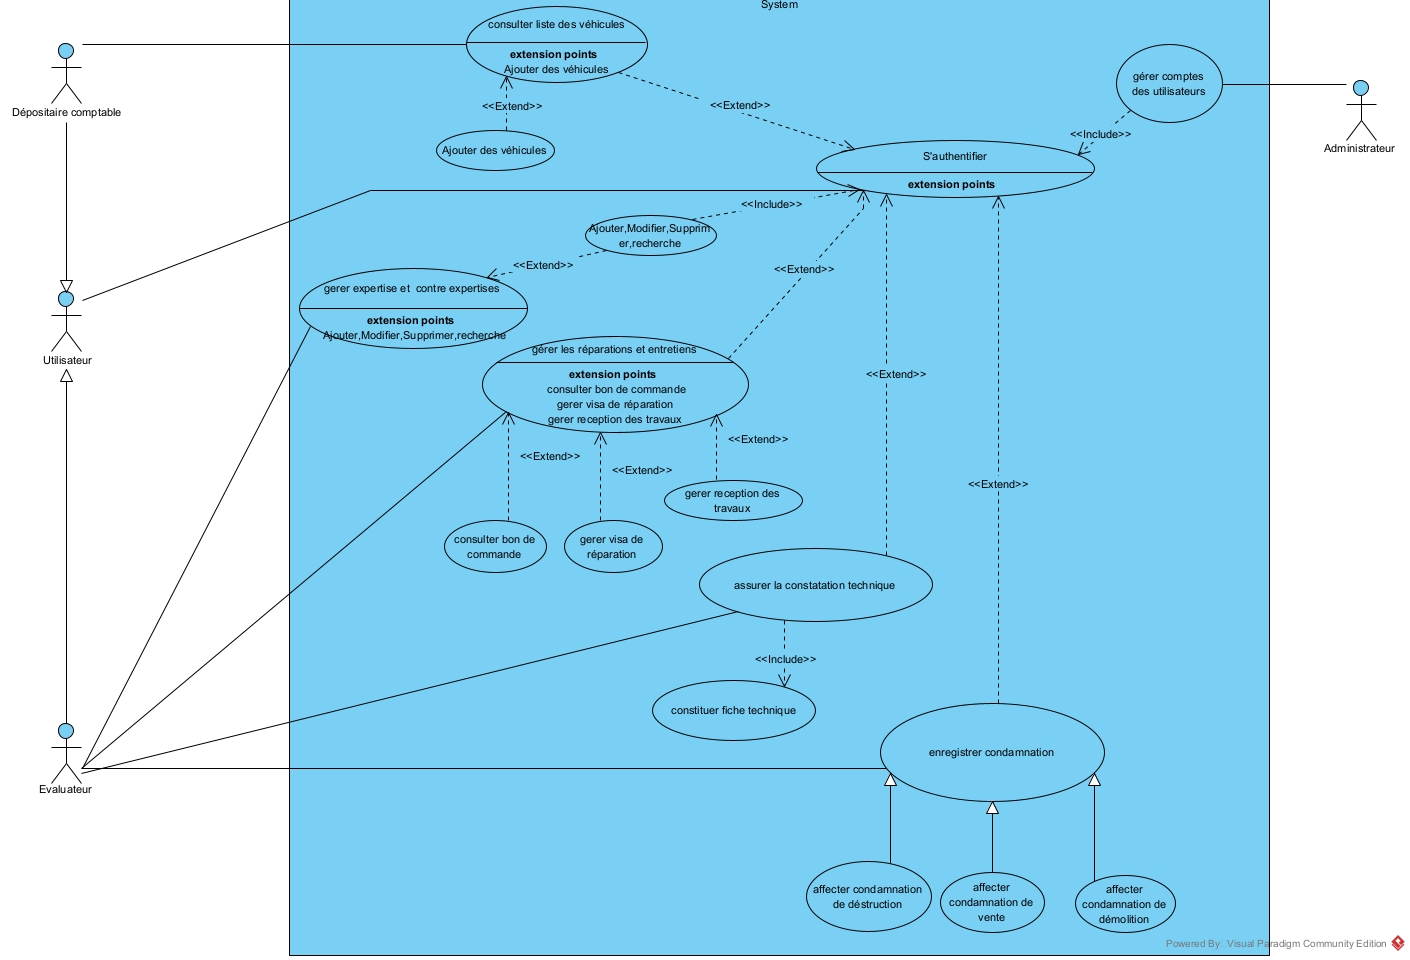 System
consulter liste des véhicules
extension points
Ajouter des véhicules
<<Extend>>
Ajouter des véhicules
Dépositaire comptable
<<Extend>>
gérer comptes
des utilisateurs
<<Include>>
Administrateur
S'authentifier
extension points
<<Include>>
Ajouter,Modifier,Supprim
er,recherche
<<Extend>>
<<Extend>>
gerer expertise et contre expertises
extension points
Ajouter,Modifier,Supprimer,recherche
Utilisateur
gérer les réparations et entretiens
extension points
consulter bon de commande
gerer visa de réparation
gerer reception des travaux
<<Extend>>
<<Extend>>
<<Extend>>
<<Extend>>
<<Extend>>
gerer reception des
travaux
consulter bon de
commande
gerer visa de
réparation
assurer la constatation technique
<<Include>>
constituer fiche technique
enregistrer condamnation
Evaluateur
affecter condamnation
de déstruction
affecter
condamnation de
vente
affecter
condamnation de
démolition
Powered By: Visual Paradigm Community Edition